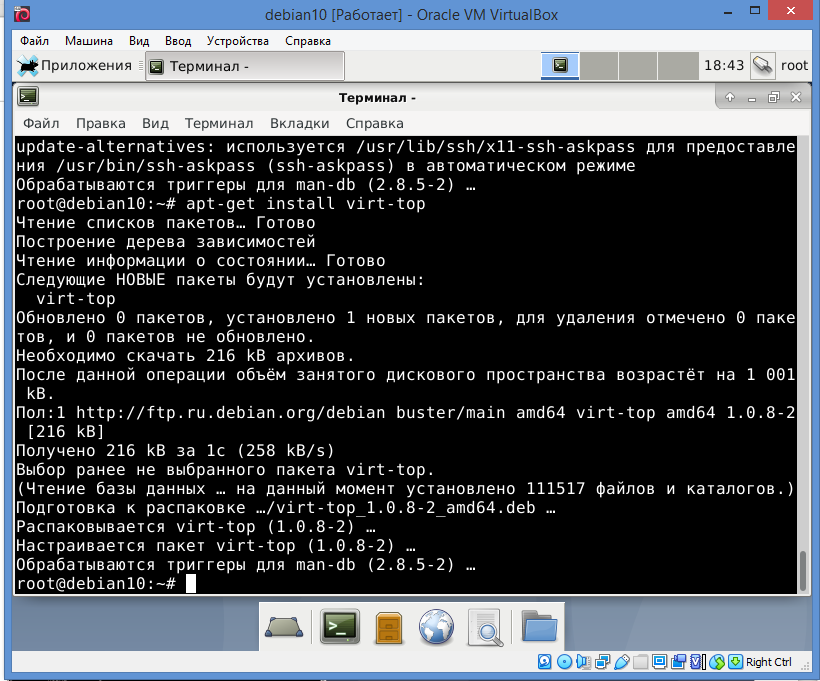 debian10 [Работает] - Oracle VM VirtualBox
Файл Машина Вид Ввод Устройства Справка
Приложения Терминал - 18:43 root
Терминал -
Файл Правка Вид Терминал Вкладки Справка
update-alternatives: используется /usr/lib/ssh/x11-ssh-askpass для предоставле
ния /usr/bin/ssh-askpass (ssh-askpass) в автоматическом режиме
Обрабатываются триггеры для man-db (2.8.5-2) …
root@debian10:~# apt-get install virt-top
Чтение списков пакетов… Готово
Построение дерева зависимостей
Чтение информации о состоянии… Готово
Следующие НОВЫЕ пакеты будут установлены:
virt-top
Обновлено 0 пакетов, установлено 1 новых пакетов, для удаления отмечено 0 паке
тов, и 0 пакетов не обновлено.
Необходимо скачать 216 kB архивов.
После данной операции объём занятого дискового пространства возрастёт на 1 001
kB.
Пол:1 http://ftp.ru.debian.org/debian buster/main amd64 virt-top amd64 1.0.8-2
[216 kB]
Получено 216 kB за 1с (258 kB/s)
Выбор ранее не выбранного пакета virt-top.
(Чтение базы данных … на данный момент установлено 111517 файлов и каталогов.)
Подготовка к распаковке …/virt-top_1.0.8-2_amd64.deb …
Распаковывается virt-top (1.0.8-2) …
Настраивается пакет virt-top (1.0.8-2) …
Обрабатываются триггеры для man-db (2.8.5-2) …
root@debian10:~#
Right Ctrl